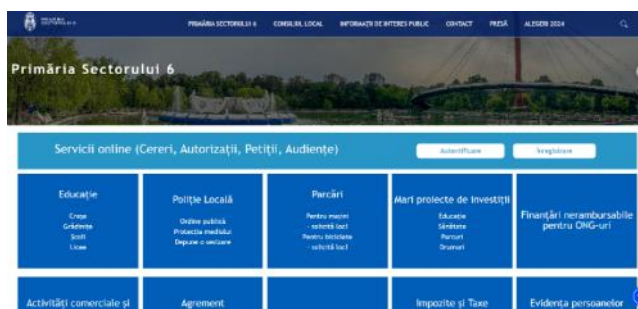 PRIMĂRIA SECTORULUI 6 CONSILIUL LOCAL INFORMAȚII DE INTERES PUBLIC CONTACT PRESĂ ALEGERI 2024
Primăria Sectorului 6
Servicii online (Cereri, Autorizații, Petiții, Audiențe) Autentificare Înregistrare
Educație
Creșe
Grădinițe
Școli
Licee
Poliție Locală
Ordine publică
Protecția mediului
Depune o sesizare
Parcări
Pentru mașini
- solicită loc!
Pentru biciclete
- solicită loc!
Mari proiecte de investiții
Educație
Sănătate
Parcuri
Drumuri
Finanțări nerambursabile
pentru ONG-uri
Activități comerciale și
Agrement
Impozite și Taxe
Evidența persoanelor